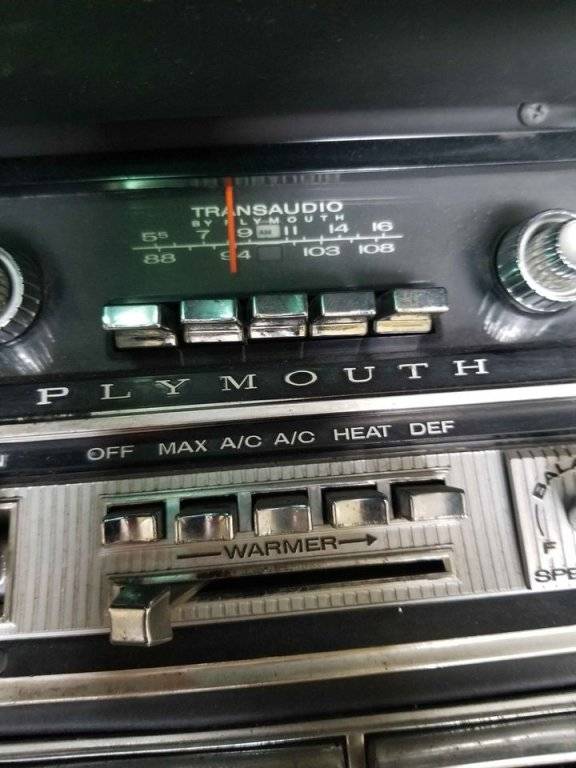 TRANSAUDIO
BY PLYMOUTH
55 7 9 AM 11 14 16
88 94 103 108
PLYMOUTH
OFF MAX A/C A/C HEAT DEF
WARMER
F